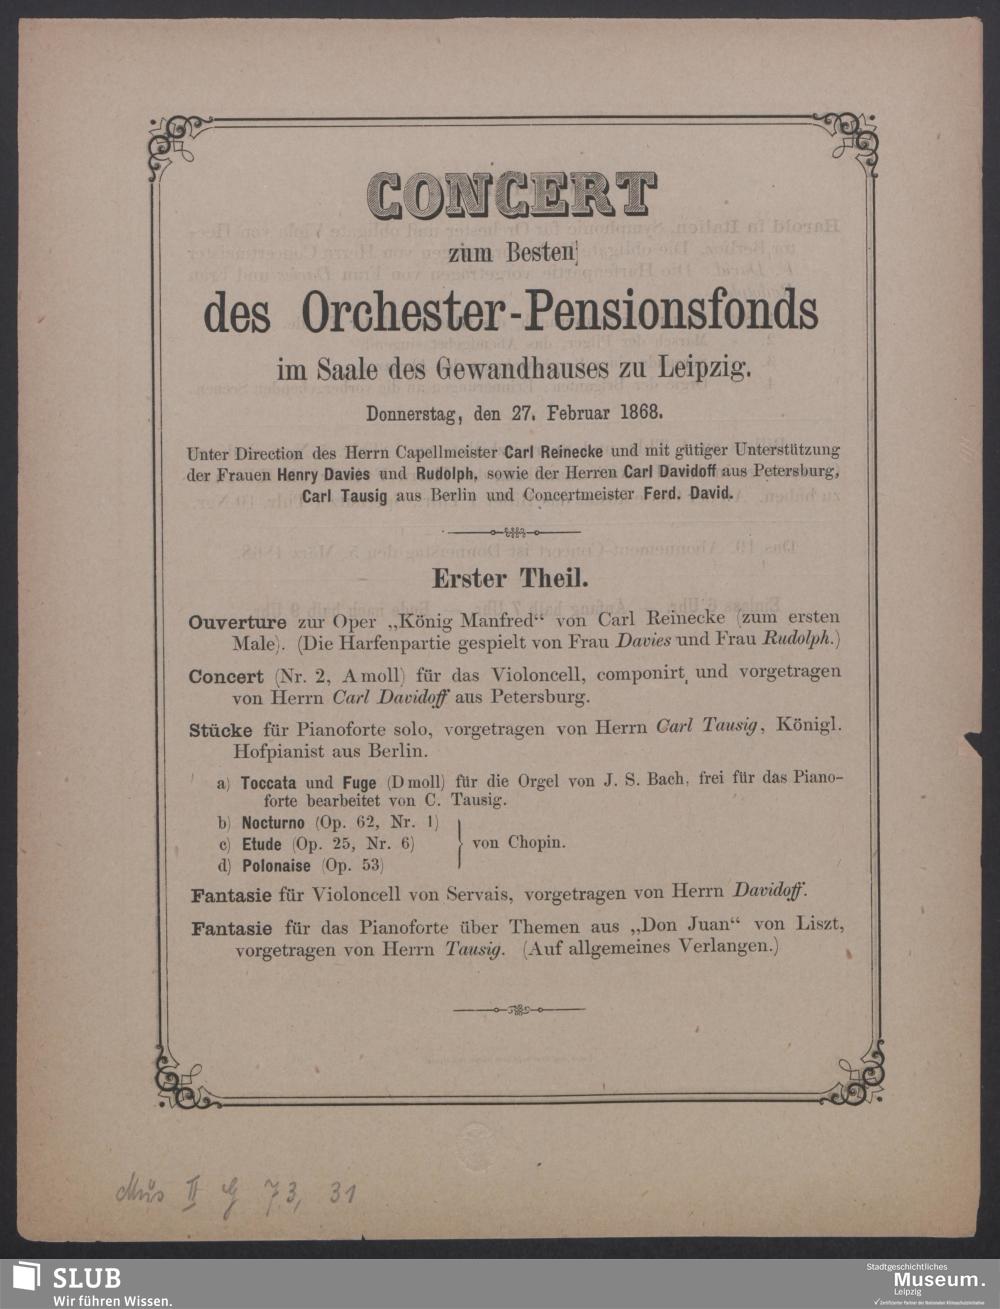 CONCERT
zum Besten
des Orchester-Pensionsfonds
im Saale des Gewandhauses zu Leipzig.
Donnerstag, den 27. Februar 1868.
Unter Direction des Herrn Capellmeister Carl Reinecke und mit gütiger Unterstützung
der Frauen Henry Davies und Rudolph, sowie der Herren Carl Davidoff aus Petersburg,
Carl Tausig aus Berlin und Concertmeister Ferd. David.
Erster Theil.
Ouverture zur Oper „König Manfred“ von Carl Reinecke (zum ersten
Male). (Die Harfenpartie gespielt von Frau Davies und Frau Rudolph.)
Concert (Nr. 2, A moll) für das Violoncell, componirt und vorgetragen
von Herrn Carl Davidoff aus Petersburg.
Stücke für Pianoforte solo, vorgetragen von Herrn Carl Tausig, Königl.
Hofpianist aus Berlin.
a) Toccata und Fuge (D moll) für die Orgel von J. S. Bach, frei für das Piano-
forte bearbeitet von C. Tausig.
b) Nocturno (Op. 62, Nr. 1)
c) Etude (Op. 25, Nr. 6) von Chopin.
d) Polonaise (Op. 53)
Fantasie für Violoncell von Servais, vorgetragen von Herrn Davidoff.
Fantasie für das Pianoforte über Themen aus „Don Juan“ von Liszt,
vorgetragen von Herrn Tausig. (Auf allgemeines Verlangen.)
Mus II G 73, 31
SLUB
Wir führen Wissen.
Stadtgeschichtliches
Museum.
Leipzig